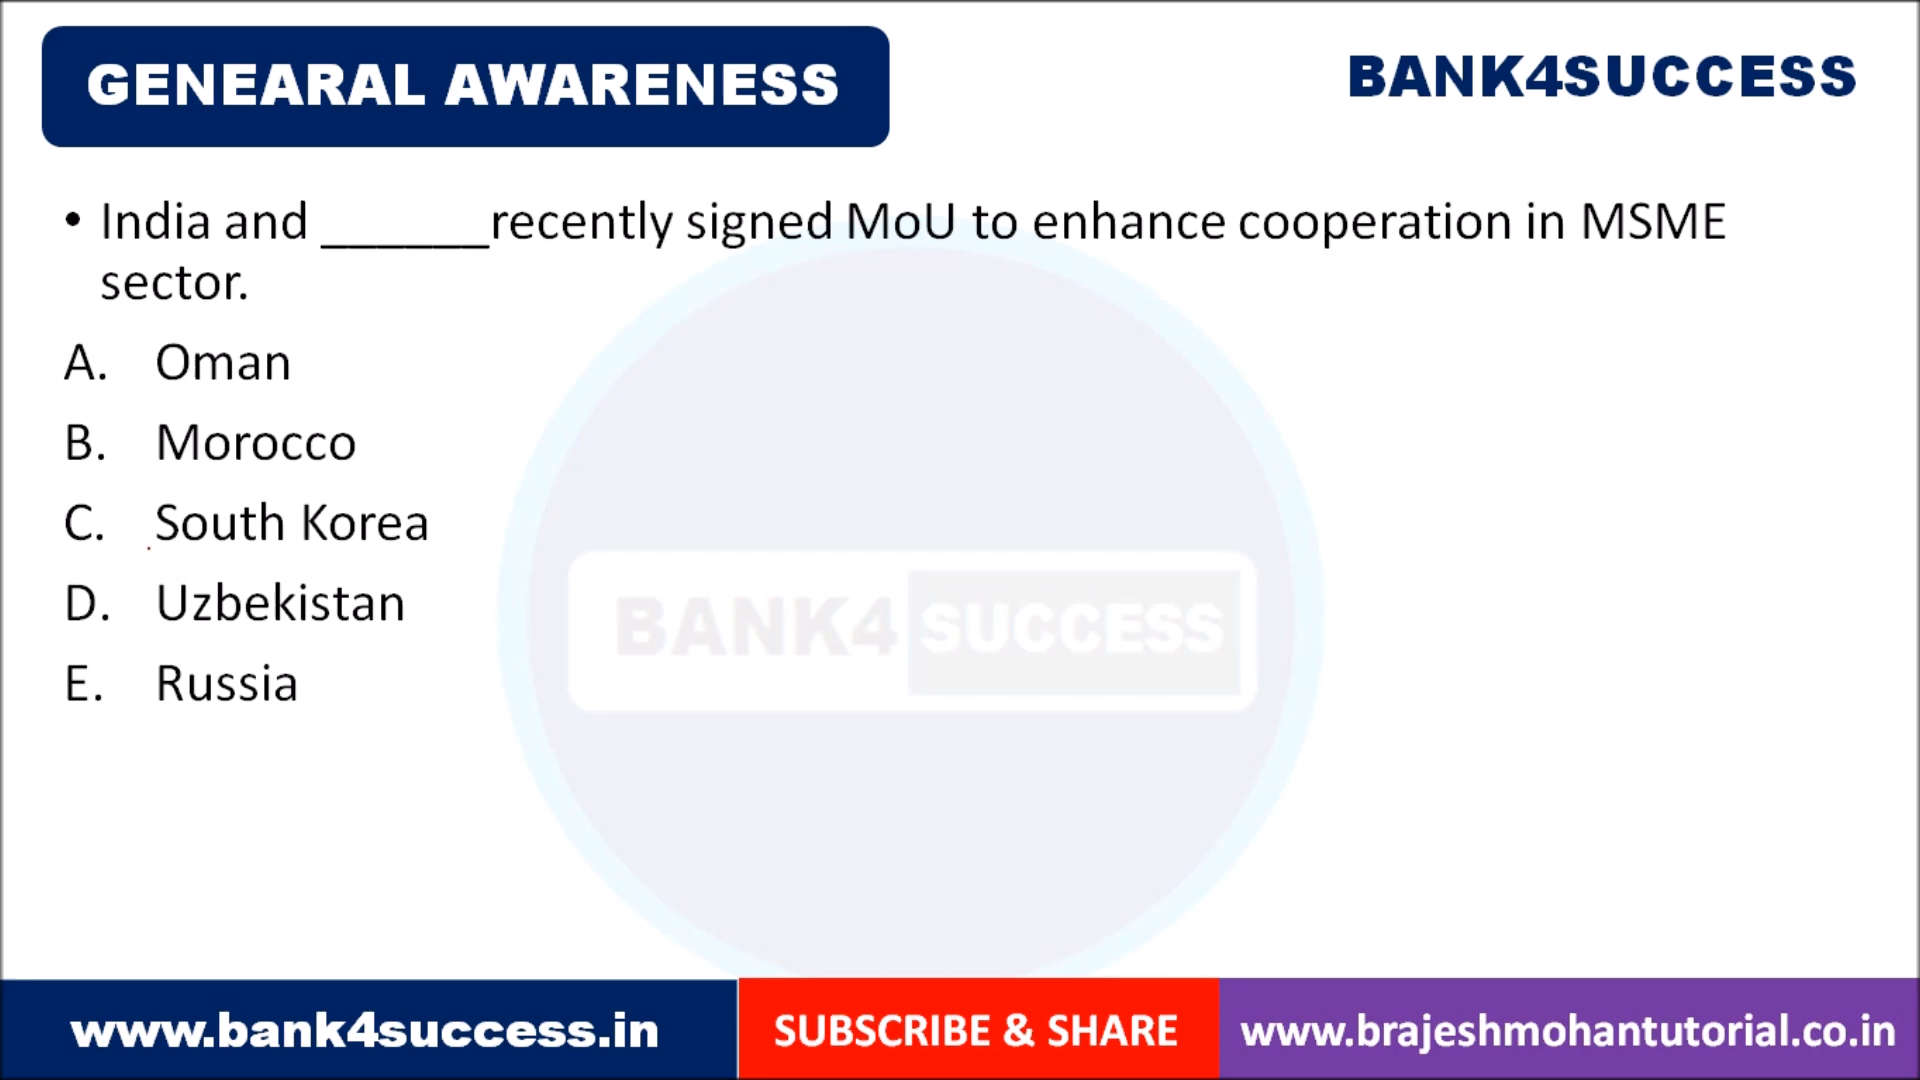 GENEARAL AWARENESS
BANK4SUCCESS
• India and ______recently signed MoU to enhance cooperation in MSME
sector.
A. Oman
B. Morocco
C. South Korea
D. Uzbekistan
E. Russia
BANK4 SUCCESS
www.bank4success.in
SUBSCRIBE & SHARE
www.brajeshmohantutorial.co.in